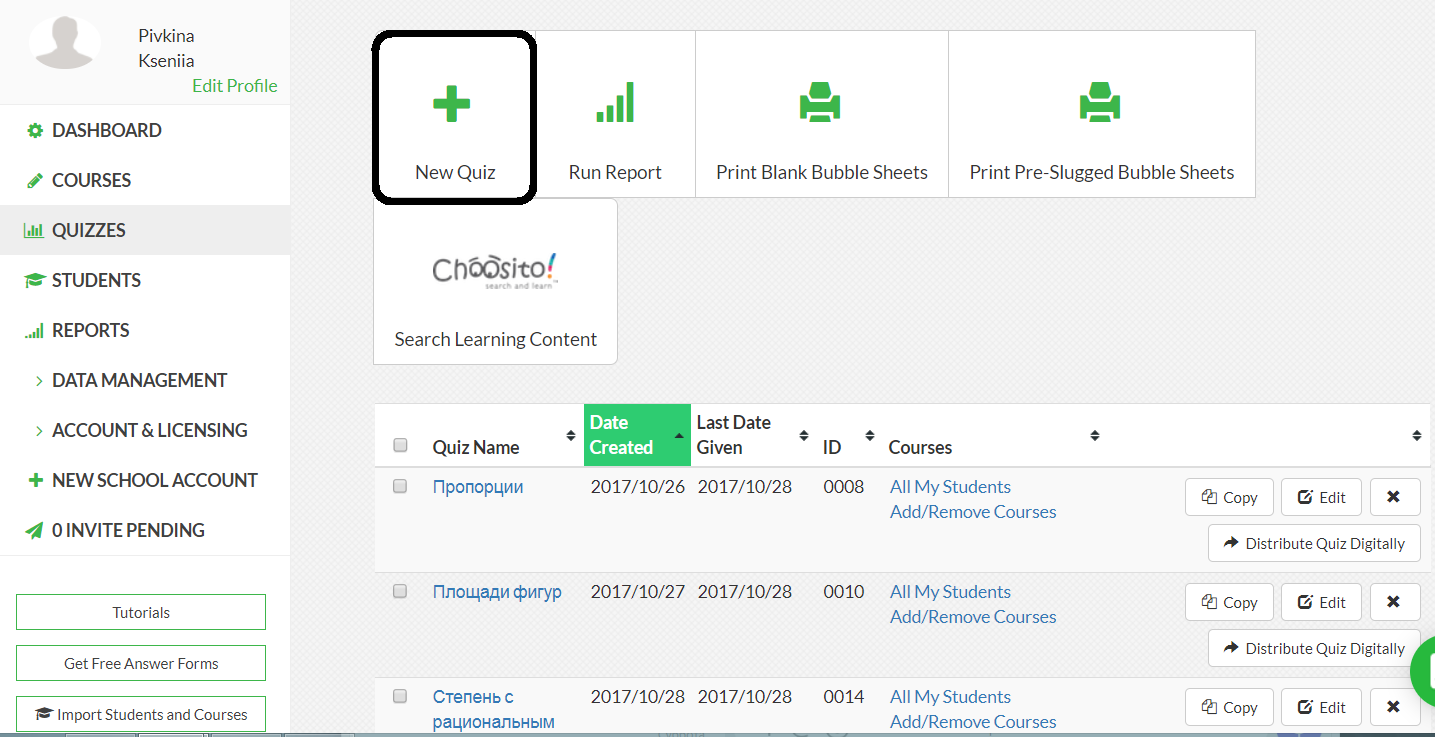 Pivkina
Kseniia
Edit Profile
DASHBOARD
COURSES
QUIZZES
STUDENTS
REPORTS
DATA MANAGEMENT
ACCOUNT & LICENSING
NEW SCHOOL ACCOUNT
0 INVITE PENDING
Tutorials
Get Free Answer Forms
Import Students and Courses
New Quiz
Run Report
Print Blank Bubble Sheets
Print Pre-Slugged Bubble Sheets
Choosito!
search and learn
Search Learning Content
Quiz Name
Date
Created
Last Date
Given
ID
Courses
Пропорции 2017/10/26 2017/10/28 0008 All My Students Copy Edit
Add/Remove Courses
Distribute Quiz Digitally
Площади фигур 2017/10/27 2017/10/28 0010 All My Students Copy Edit
Add/Remove Courses
Distribute Quiz Digitally
Степень с 2017/10/28 2017/10/28 0014 All My Students Copy Edit
рациональным Add/Remove Courses